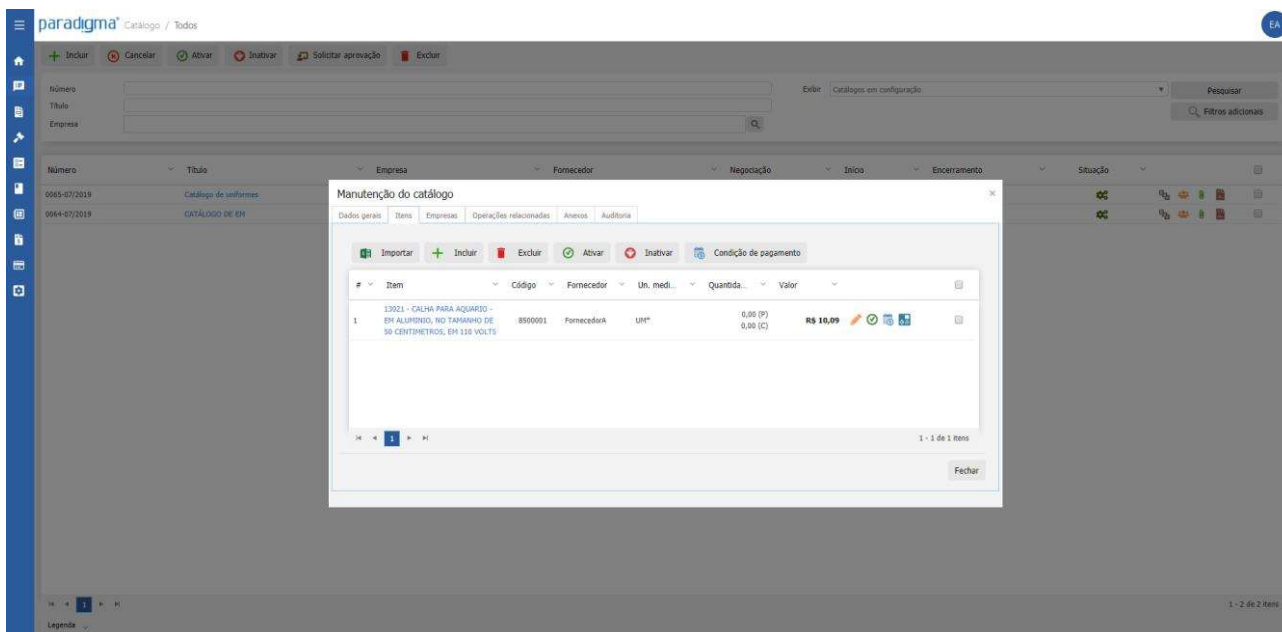 paradigma Catálogo / Todos
EA
Incluir Cancelar Ativar Inativar Solicitar aprovação Excluir
Número
Exibir Catálogos em configuração
Pesquisar
Título
Filtros adicionais
Empresa
Número Título Empresa Fornecedor Negociação Início Encerramento Situação
0065-07/2019 Catálogo de uniformes
0064-07/2019 CATÁLOGO DE EM
Manutenção do catálogo ×
Dados gerais Itens Empresas Operações relacionadas Anexos Auditoria
Importar Incluir Excluir Ativar Inativar Condição de pagamento
# Item Código Fornecedor Un. medi... Quantida... Valor
13021 - CALHA PARA AQUARIO -
EM ALUMINIO, NO TAMANHO DE
50 CENTIMETROS, EM 110 VOLTS
1 8500001 FornecedorA UM* 0,00 (P) R$ 10,09
0,00 (C)
1 1 - 1 de 1 itens
Fechar
1 1 - 2 de 2 itens
Legenda